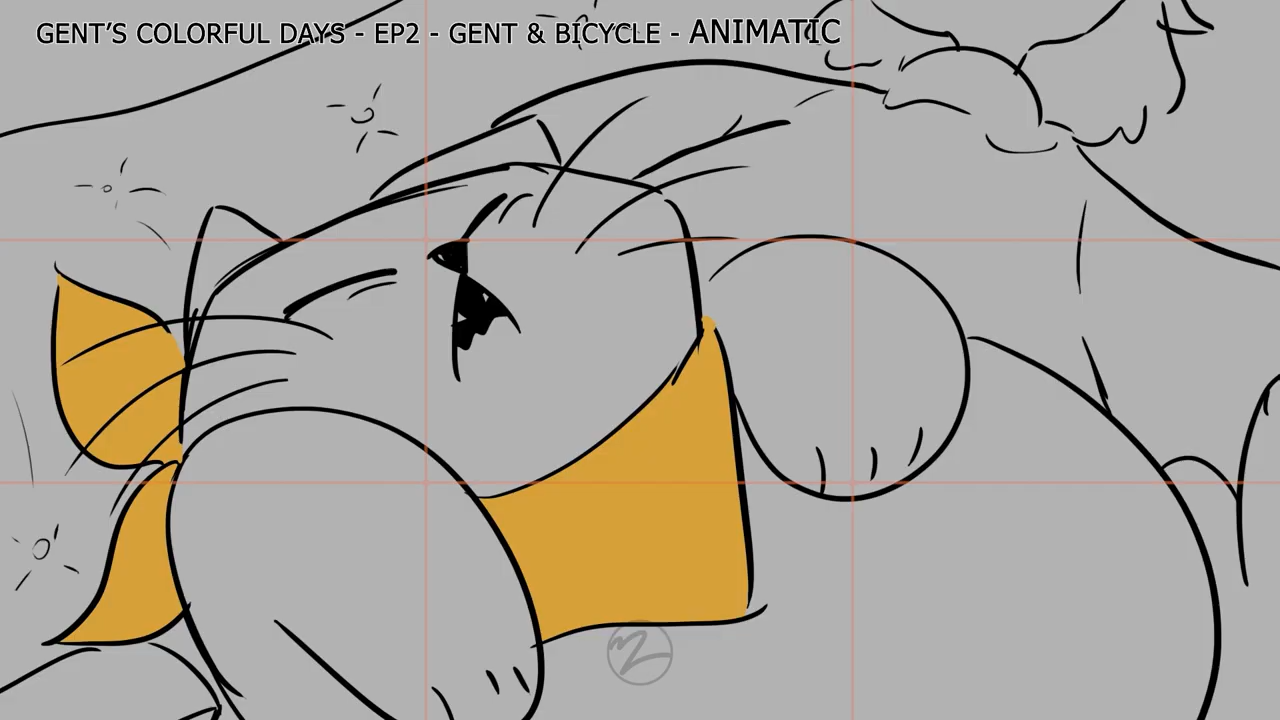 GENT’S COLORFUL DAYS - EP2 - GENT & BICYCLE - ANIMATIC